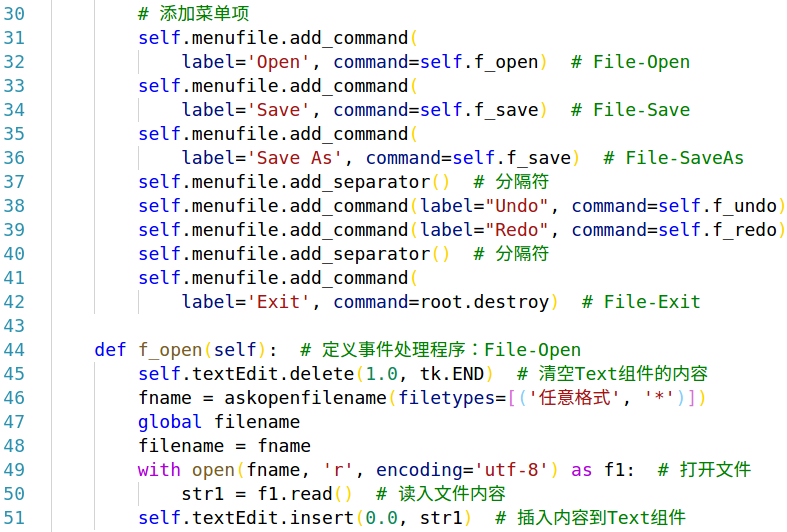 30 # 添加菜单项
31 self.menufile.add_command(
32 label='Open', command=self.f_open) # File-Open
33 self.menufile.add_command(
34 label='Save', command=self.f_save) # File-Save
35 self.menufile.add_command(
36 label='Save As', command=self.f_save) # File-SaveAs
37 self.menufile.add_separator() # 分隔符
38 self.menufile.add_command(label="Undo", command=self.f_undo)
39 self.menufile.add_command(label="Redo", command=self.f_redo)
40 self.menufile.add_separator() # 分隔符
41 self.menufile.add_command(
42 label='Exit', command=root.destroy) # File-Exit
43
44 def f_open(self): # 定义事件处理程序：File-Open
45 self.textEdit.delete(1.0, tk.END) # 清空Text组件的内容
46 fname = askopenfilename(filetypes=[('任意格式', '*')])
47 global filename
48 filename = fname
49 with open(fname, 'r', encoding='utf-8') as f1: # 打开文件
50 str1 = f1.read() # 读入文件内容
51 self.textEdit.insert(0.0, str1) # 插入内容到Text组件